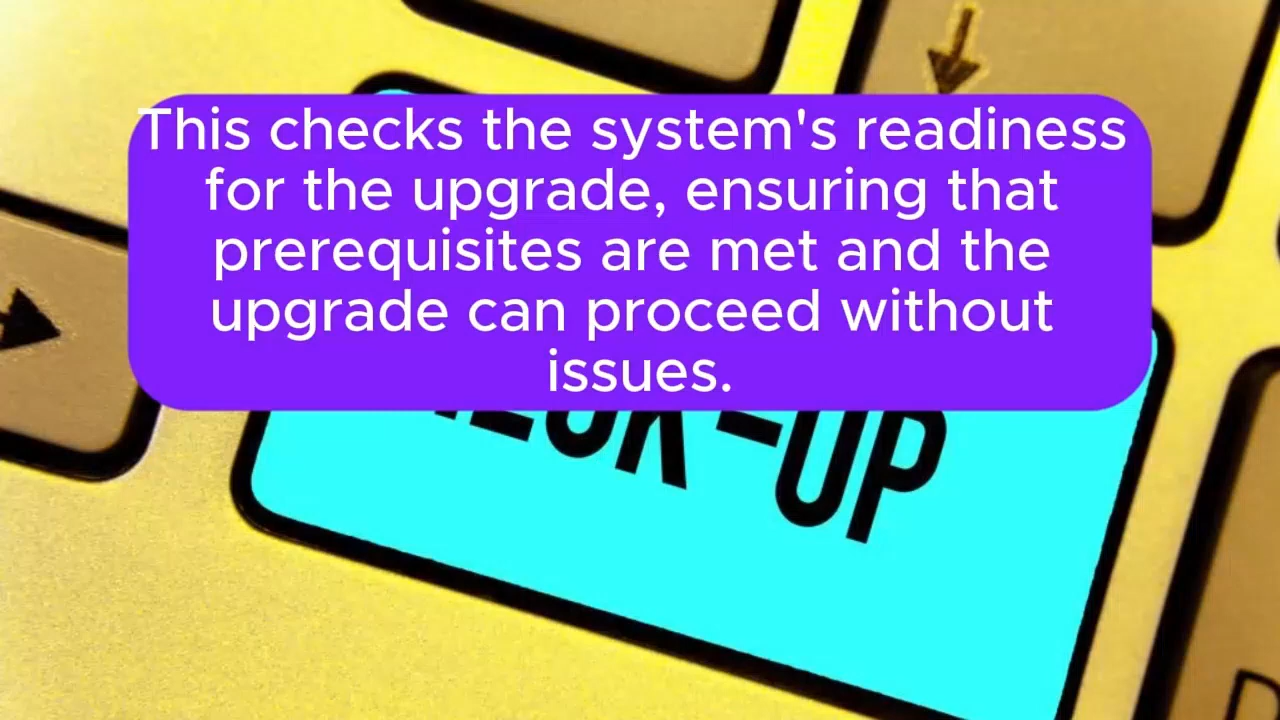 This checks the system's readiness
for the upgrade, ensuring that
prerequisites are met and the
upgrade can proceed without
issues.